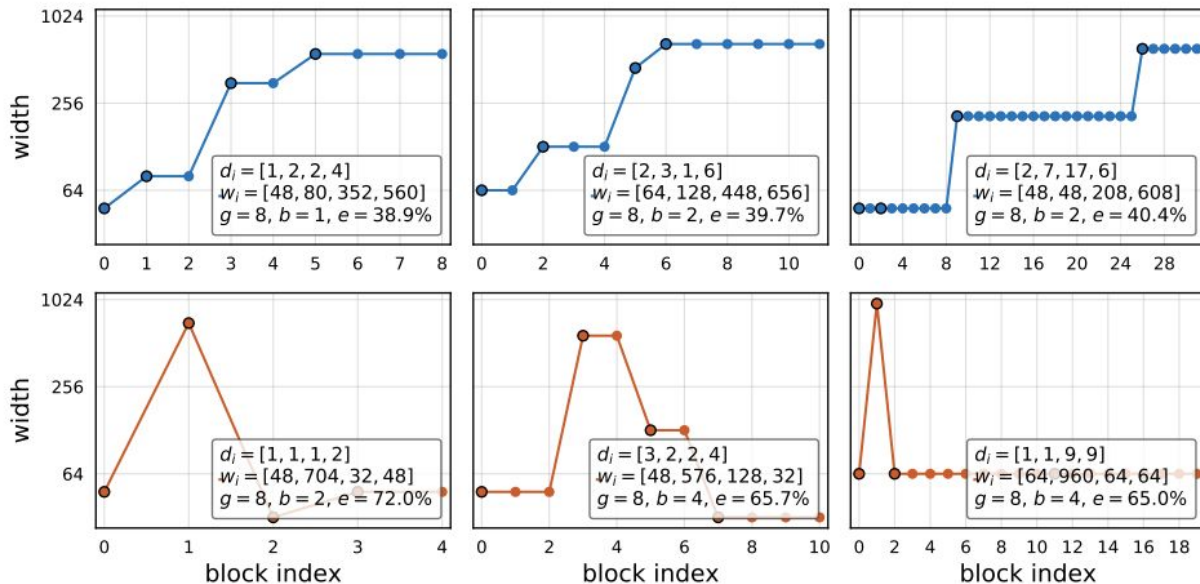 1024
256
64
width
0 1 2 3 4 5 6 7 8
d_i = [1, 2, 2, 4]
w_i = [48, 80, 352, 560]
g = 8, b = 1, e = 38.9%
0 2 4 6 8 10
d_i = [2, 3, 1, 6]
w_i = [64, 128, 448, 656]
g = 8, b = 2, e = 39.7%
0 4 8 12 16 20 24 28
d_i = [2, 7, 17, 6]
w_i = [48, 48, 208, 608]
g = 8, b = 2, e = 40.4%
1024
256
64
width
0 1 2 3 4
block index
d_i = [1, 1, 1, 2]
w_i = [48, 704, 32, 48]
g = 8, b = 2, e = 72.0%
0 2 4 6 8 10
block index
d_i = [3, 2, 2, 4]
w_i = [48, 576, 128, 32]
g = 8, b = 4, e = 65.7%
0 2 4 6 8 10 12 14 16 18
block index
d_i = [1, 1, 9, 9]
w_i = [64, 960, 64, 64]
g = 8, b = 4, e = 65.0%